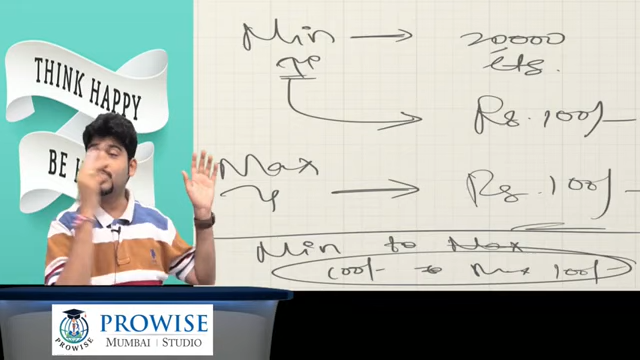 THINK HAPPY
BE
Min → 20000
Rs. 100/-
Max → Rs. 100/-
Min to Max
100/- to Max 100/-
PROWISE
PROWISE
MUMBAI | STUDIO